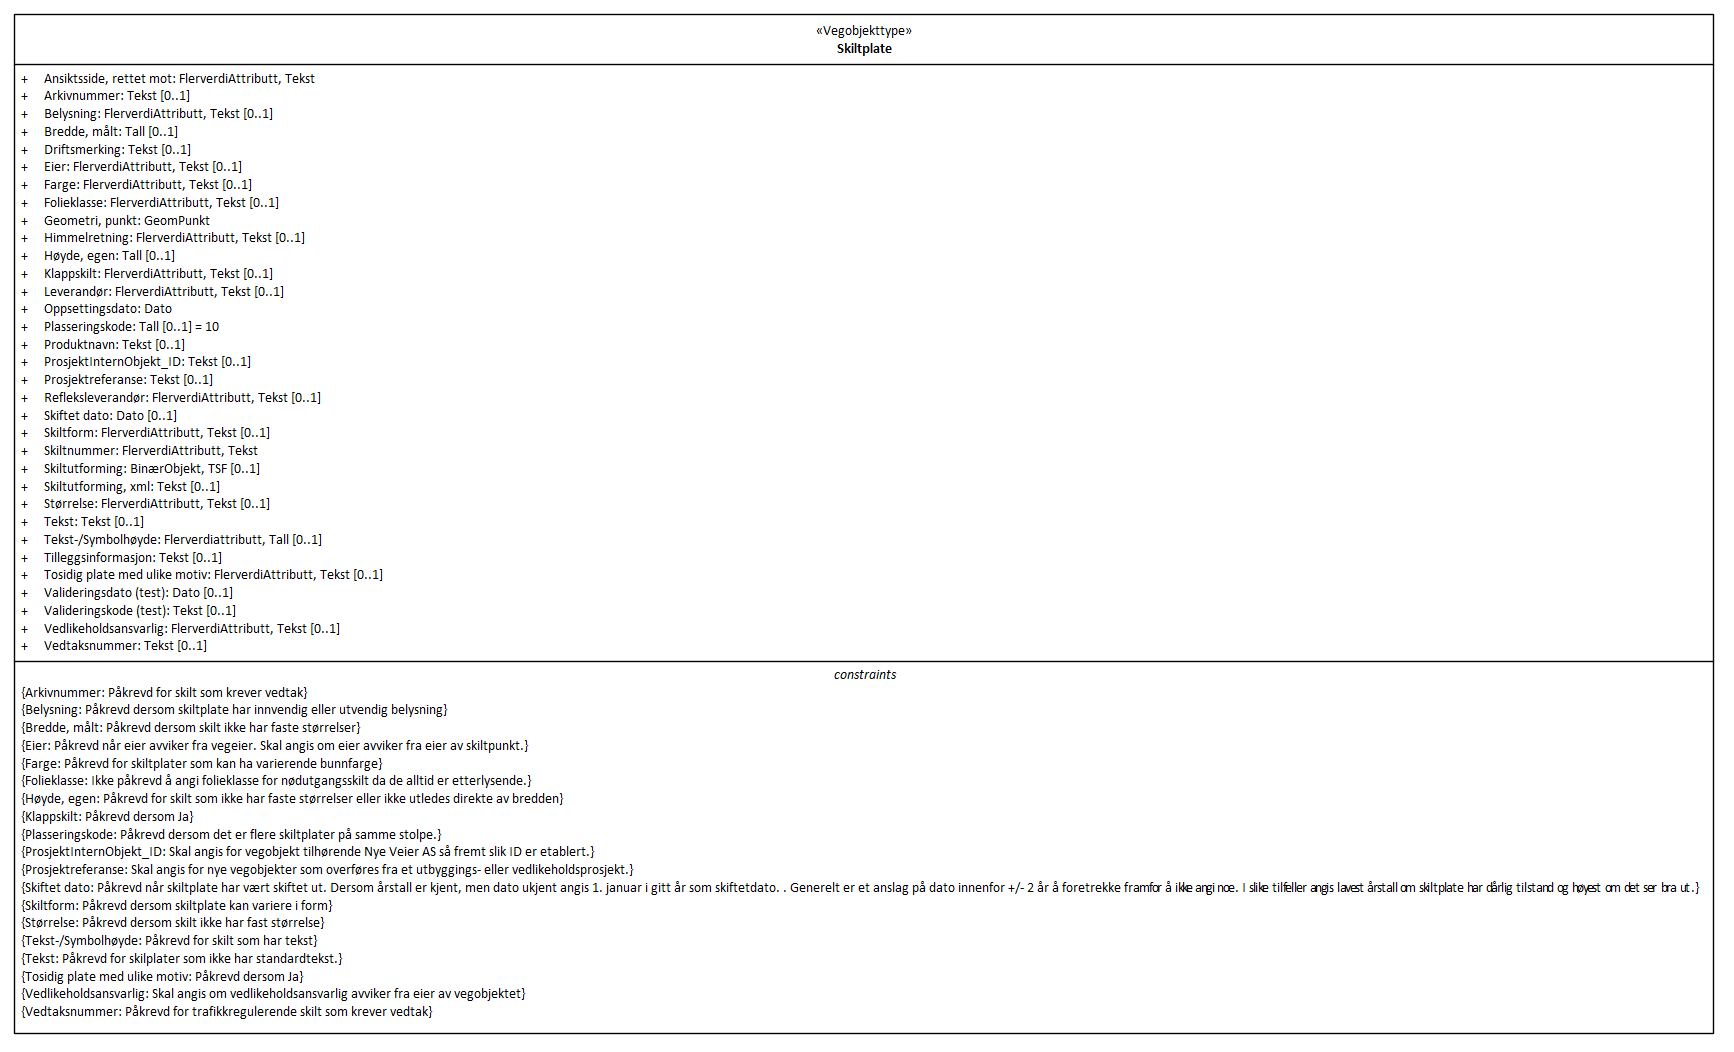 «Vegobjekttype»
Skiltplate
+ Ansiktsside, rettet mot: FlerverdiAttributt, Tekst
+ Arkivnummer: Tekst [0..1]
+ Belysning: FlerverdiAttributt, Tekst [0..1]
+ Bredde, målt: Tall [0..1]
+ Driftsmerking: Tekst [0..1]
+ Eier: FlerverdiAttributt, Tekst [0..1]
+ Farge: FlerverdiAttributt, Tekst [0..1]
+ Folieklasse: FlerverdiAttributt, Tekst [0..1]
+ Geometri, punkt: GeomPunkt
+ Himmelretning: FlerverdiAttributt, Tekst [0..1]
+ Høyde, egen: Tall [0..1]
+ Klappskilt: FlerverdiAttributt, Tekst [0..1]
+ Leverandør: FlerverdiAttributt, Tekst [0..1]
+ Oppsettingsdato: Dato
+ Plasseringskode: Tall [0..1] = 10
+ Produktnavn: Tekst [0..1]
+ ProsjektInternObjekt_ID: Tekst [0..1]
+ Prosjektreferanse: Tekst [0..1]
+ Refleksleverandør: FlerverdiAttributt, Tekst [0..1]
+ Skiftet dato: Dato [0..1]
+ Skiltform: FlerverdiAttributt, Tekst [0..1]
+ Skiltnummer: FlerverdiAttributt, Tekst
+ Skiltutforming: BinærObjekt, TSF [0..1]
+ Skiltutforming, xml: Tekst [0..1]
+ Størrelse: FlerverdiAttributt, Tekst [0..1]
+ Tekst: Tekst [0..1]
+ Tekst-/Symbolhøyde: Flerverdiattributt, Tall [0..1]
+ Tilleggsinformasjon: Tekst [0..1]
+ Tosidig plate med ulike motiv: FlerverdiAttributt, Tekst [0..1]
+ Valideringsdato (test): Dato [0..1]
+ Valideringskode (test): Tekst [0..1]
+ Vedlikeholdsansvarlig: FlerverdiAttributt, Tekst [0..1]
+ Vedtaksnummer: Tekst [0..1]
constraints
{Arkivnummer: Påkrevd for skilt som krever vedtak}
{Belysning: Påkrevd dersom skiltplate har innvendig eller utvendig belysning}
{Bredde, målt: Påkrevd dersom skilt ikke har faste størrelser}
{Eier: Påkrevd når eier avviker fra vegeier. Skal angis om eier avviker fra eier av skiltpunkt.}
{Farge: Påkrevd for skiltplater som kan ha varierende bunnfarge}
{Folieklasse: Ikke påkrevd å angi folieklasse for nødutgangsskilt da de alltid er etterlysende.}
{Høyde, egen: Påkrevd for skilt som ikke har faste størrelser eller ikke utledes direkte av bredden}
{Klappskilt: Påkrevd dersom Ja}
{Plasseringskode: Påkrevd dersom det er flere skiltplater på samme stolpe.}
{ProsjektInternObjekt_ID: Skal angis for vegobjekt tilhørende Nye Veier AS så fremt slik ID er etablert.}
{Prosjektreferanse: Skal angis for nye vegobjekter som overføres fra et utbyggings- eller vedlikeholdsprosjekt.}
{Skiftet dato: Påkrevd når skiltplate har vært skiftet ut. Dersom årstall er kjent, men dato ukjent angis 1. januar i gitt år som skiftetdato. . Generelt er et anslag på dato innenfor +/- 2 år å foretrekke framfor å ikke angi noe. I slike tilfeller angis lavest årstall om skiltplate har dårlig tilstand og høyest om det ser bra ut.}
{Skiltform: Påkrevd dersom skiltplate kan variere i form}
{Størrelse: Påkrevd dersom skilt ikke har fast størrelse}
{Tekst-/Symbolhøyde: Påkrevd for skilt som har tekst}
{Tekst: Påkrevd for skilplater som ikke har standardtekst.}
{Tosidig plate med ulike motiv: Påkrevd dersom Ja}
{Vedlikeholdsansvarlig: Skal angis om vedlikeholdsansvarlig avviker fra eier av vegobjektet}
{Vedtaksnummer: Påkrevd for trafikkregulerende skilt som krever vedtak}